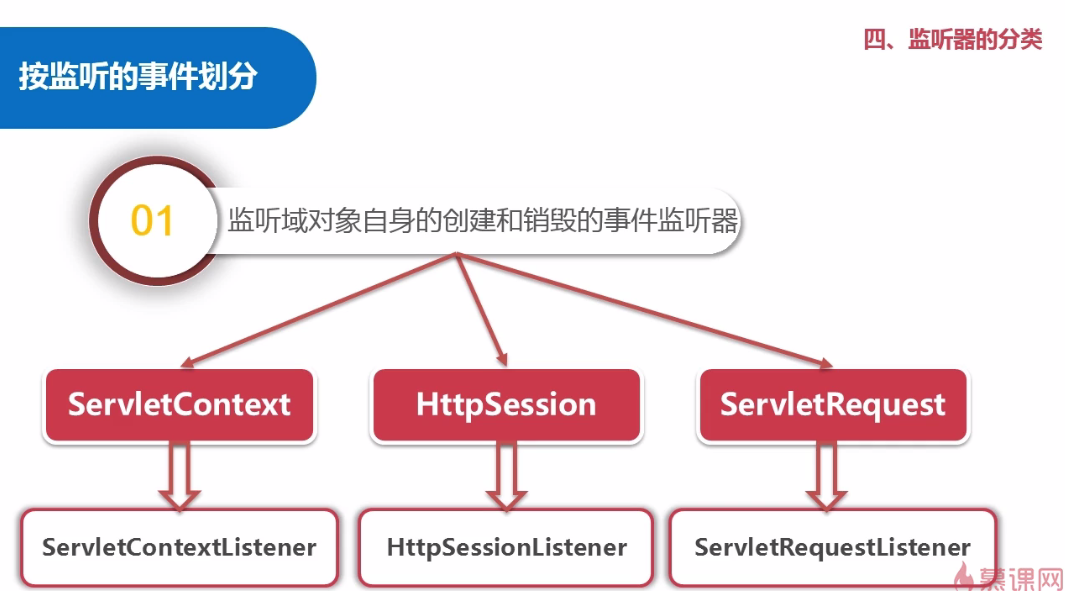 四、监听器的分类
按监听的事件划分
01
监听域对象自身的创建和销毁的事件监听器
ServletContext
HttpSession
ServletRequest
ServletContextListener
HttpSessionListener
ServletRequestListener
慕课网